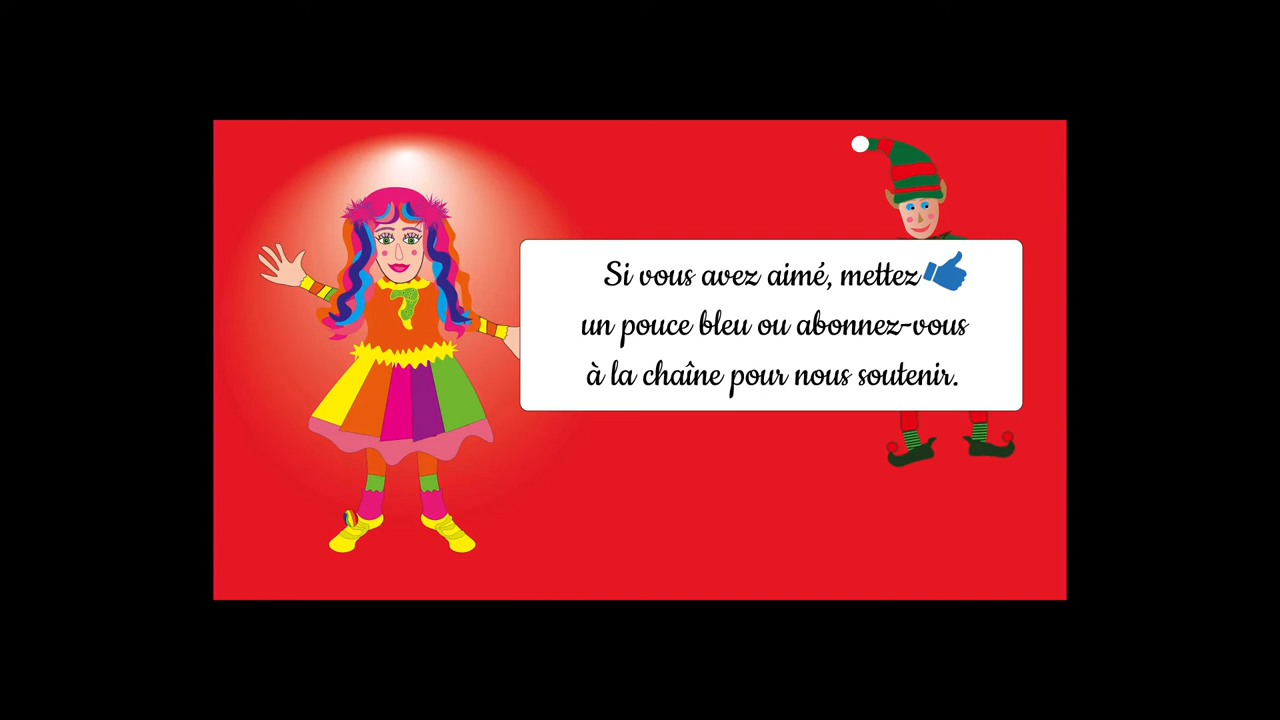 Si vous avez aimé, mettez
un pouce bleu ou abonnez-vous
à la chaîne pour nous soutenir.